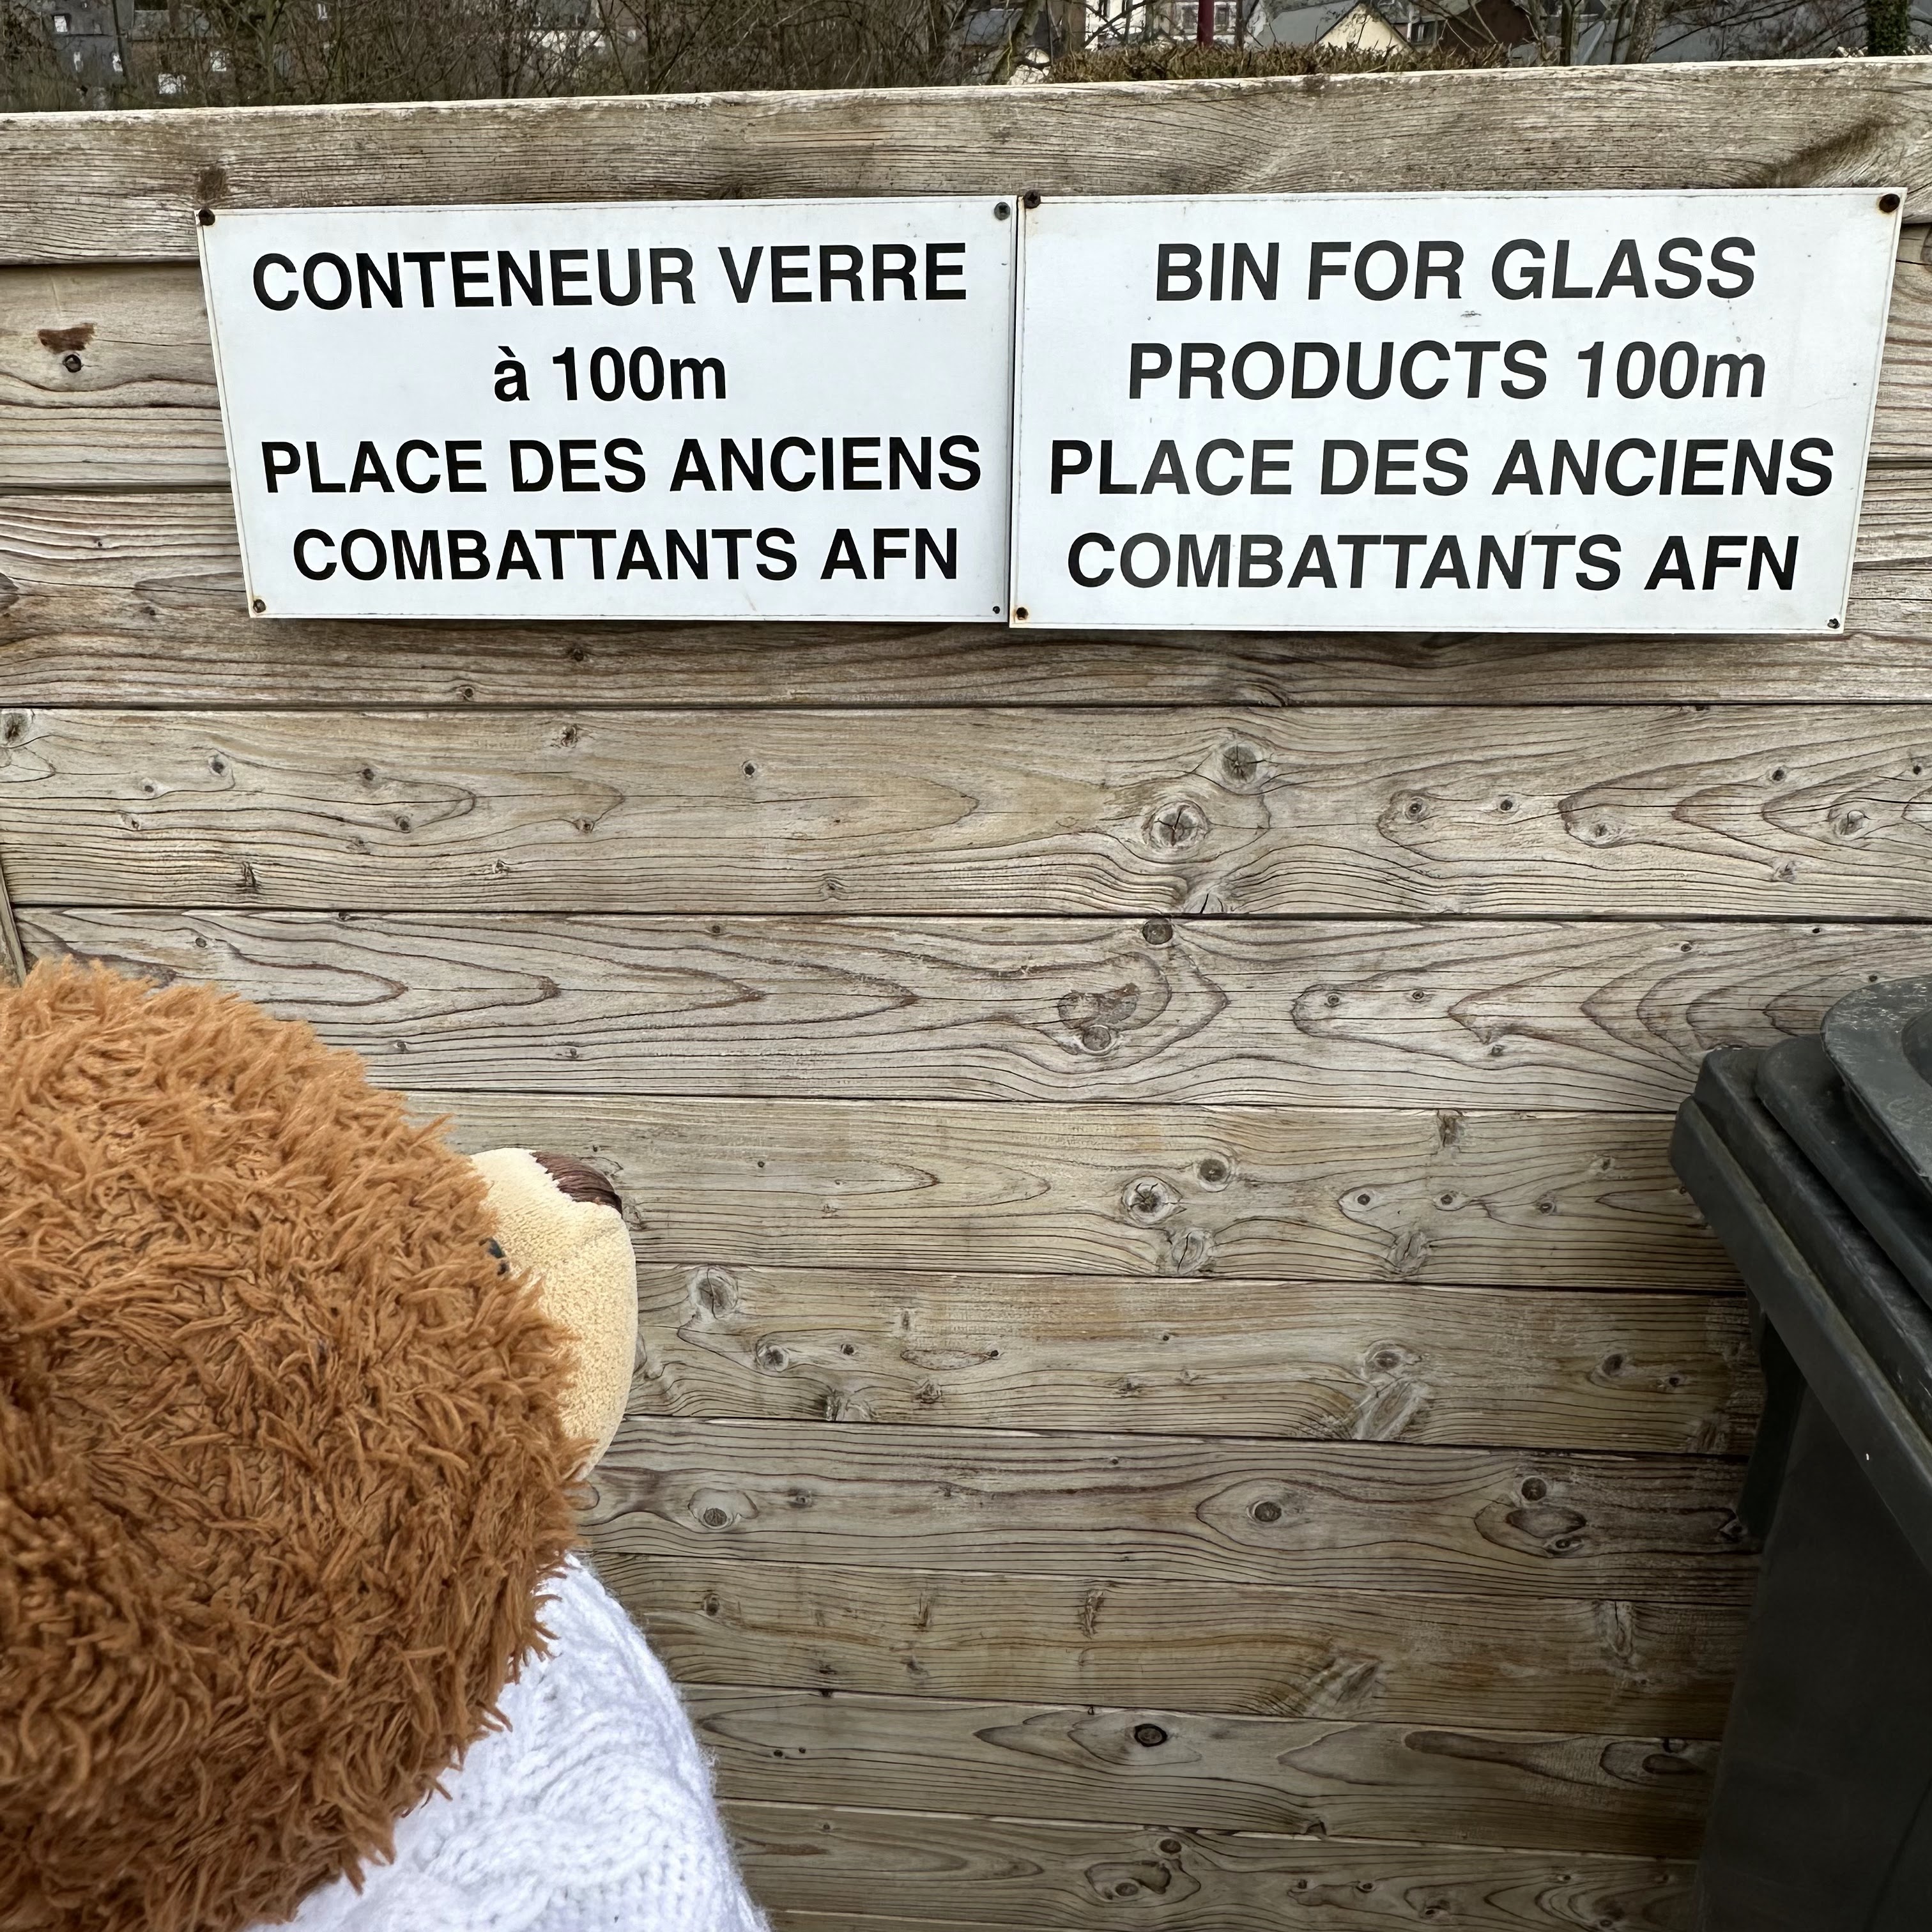 CONTENEUR VERRE
à 100m
PLACE DES ANCIENS
COMBATTANTS AFN
BIN FOR GLASS
PRODUCTS 100m
PLACE DES ANCIENS
COMBATTANTS AFN